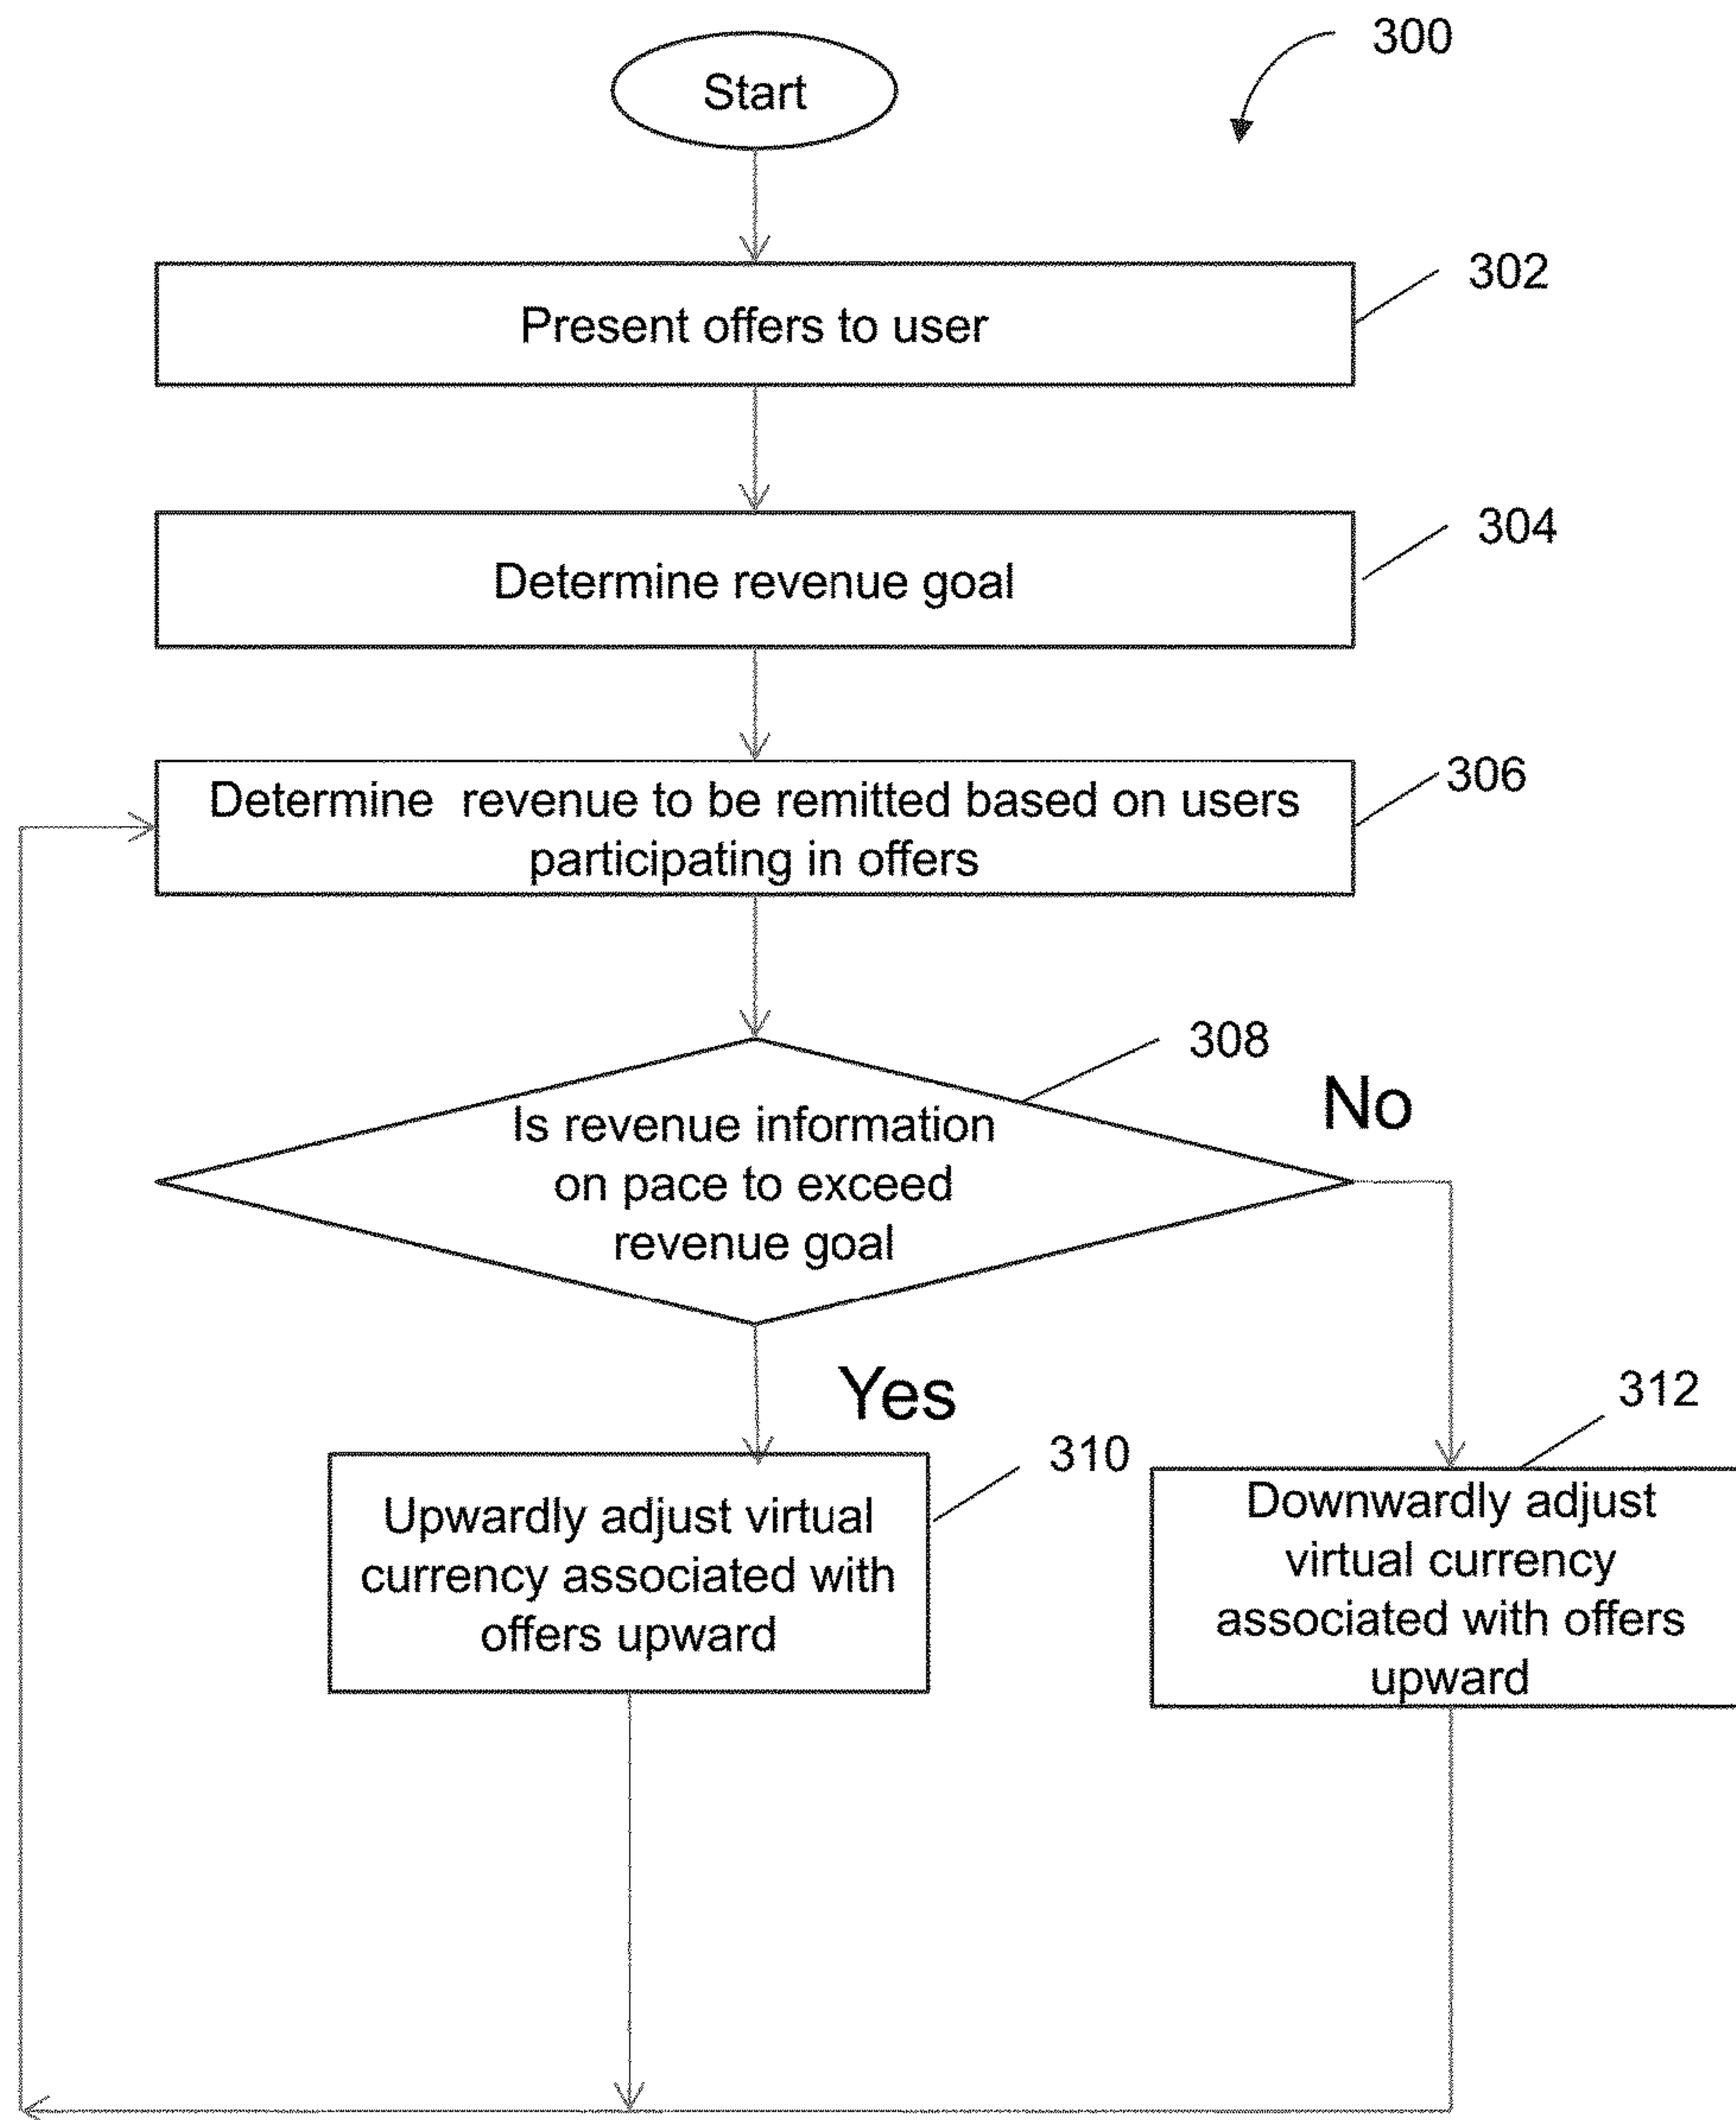 300
Start
302
Present offers to user
304
Determine revenue goal
306
Determine revenue to be remitted based on users
participating in offers
308
No
Is revenue information
on pace to exceed
revenue goal
Yes
310
312
Upwardly adjust virtual
currency associated with
offers upward
Downwardly adjust
virtual currency
associated with offers
upward